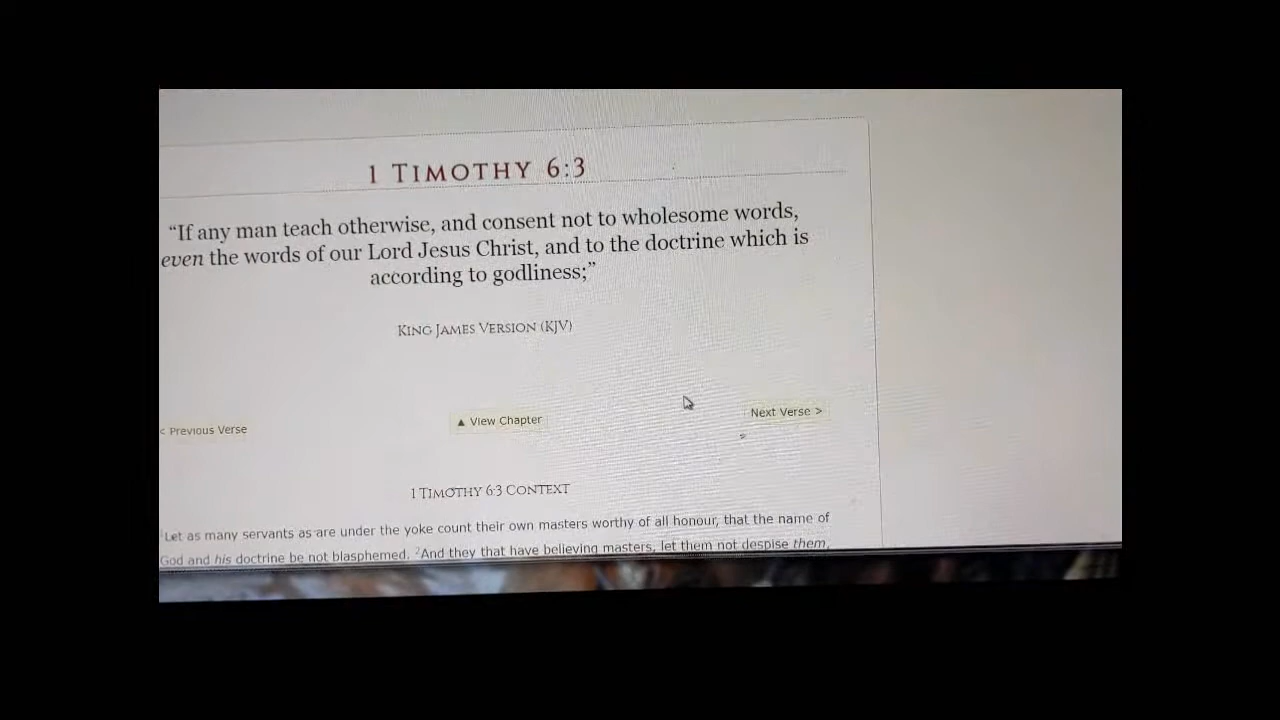 1 TIMOTHY 6:3
“If any man teach otherwise, and consent not to wholesome words,
even the words of our Lord Jesus Christ, and to the doctrine which is
according to godliness;”
KING JAMES VERSION (KJV)
< Previous Verse
▲ View Chapter
Next Verse >
1 TIMOTHY 6:3 CONTEXT
Let as many servants as are under the yoke count their own masters worthy of all honour, that the name of
God and his doctrine be not blasphemed. 2And they that have believing masters, let them not despise them,